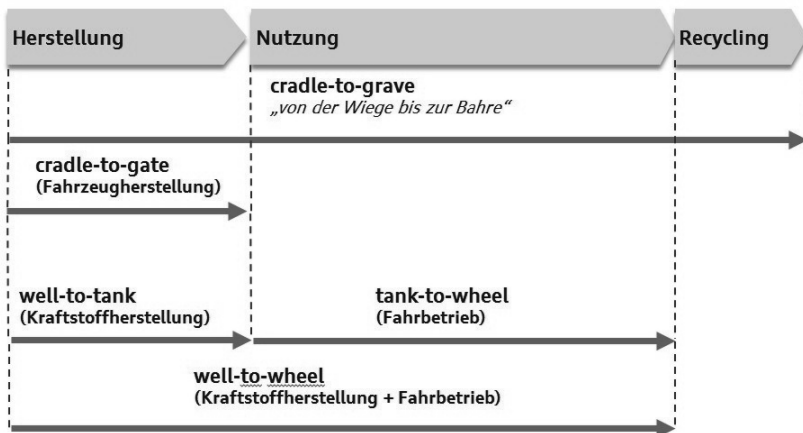 Herstellung
Nutzung
Recycling
cradle-to-grave
„von der Wiege bis zur Bahre“
cradle-to-gate
(Fahrzeugherstellung)
well-to-tank
(Kraftstoffherstellung)
tank-to-wheel
(Fahrbetrieb)
well-to-wheel
(Kraftstoffherstellung + Fahrbetrieb)